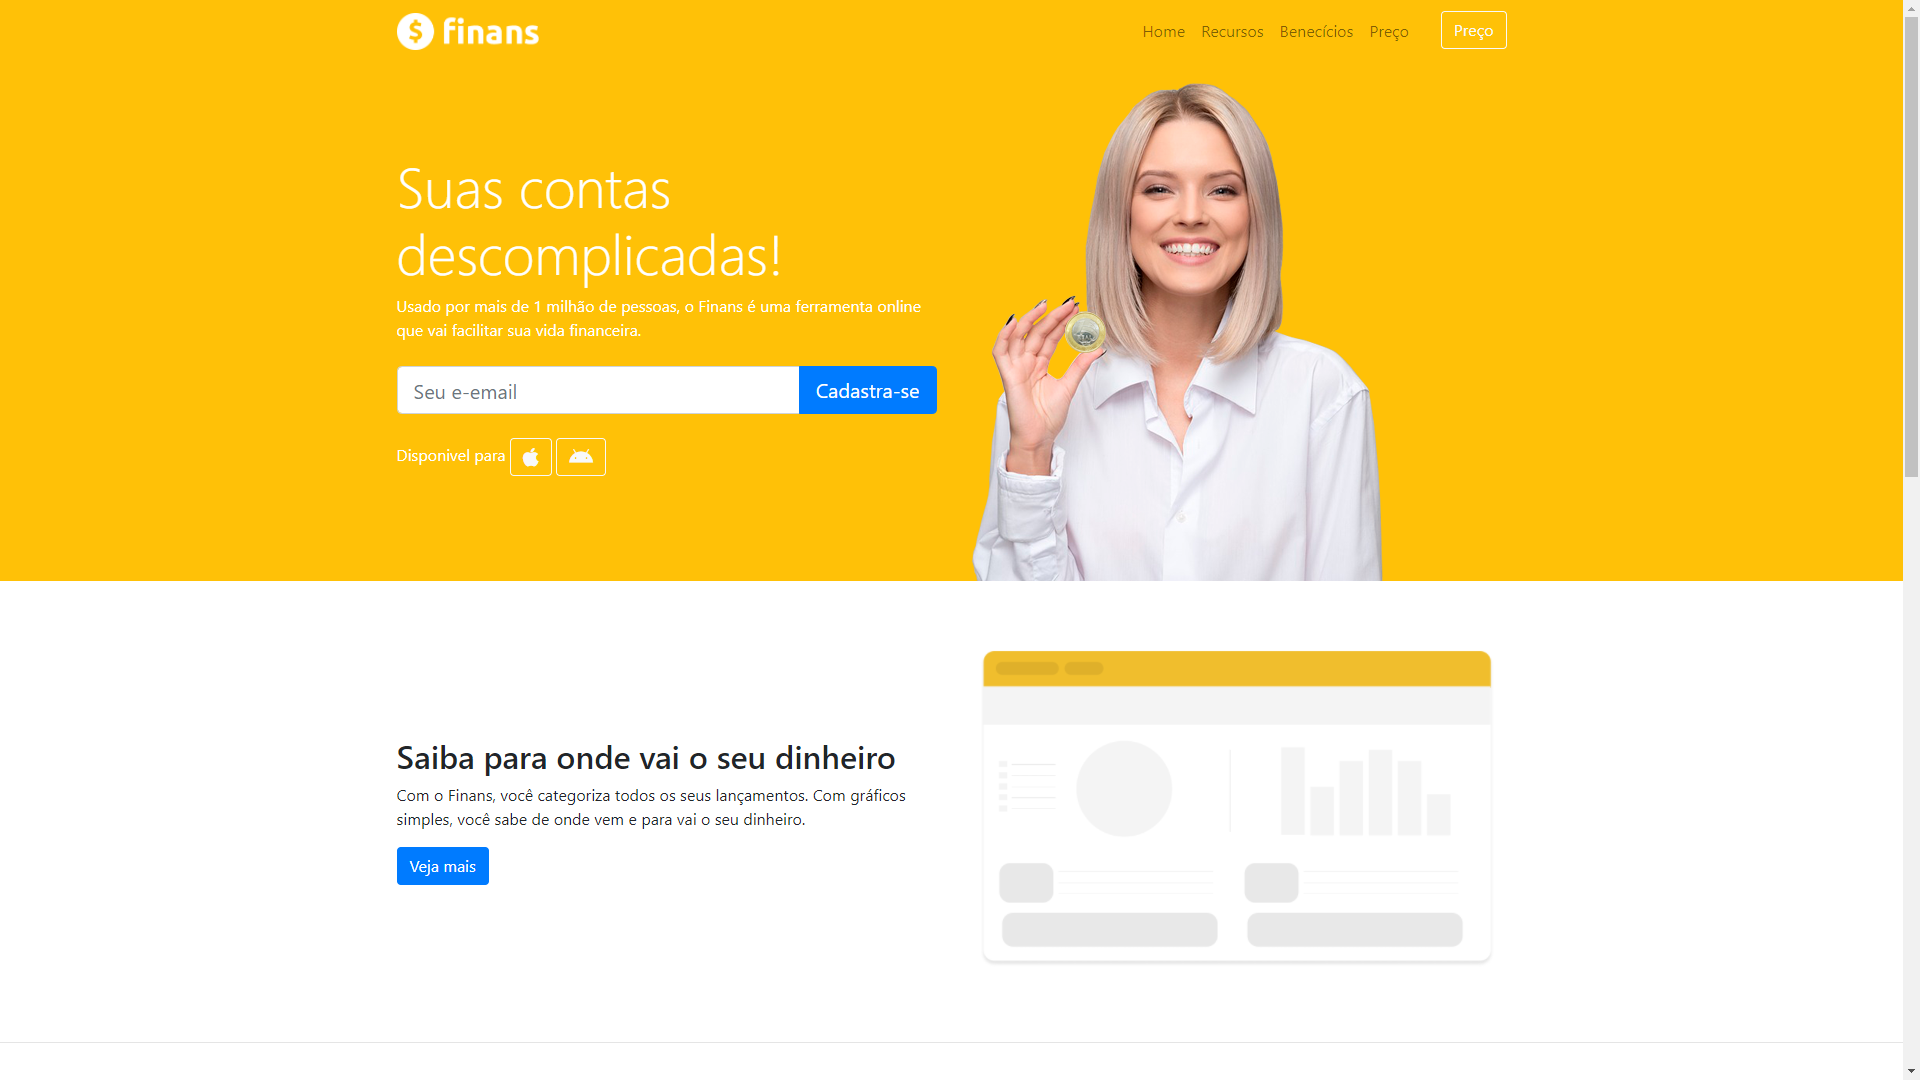 finans
Home Recursos Benecícios Preço Preço
Suas contas
descomplicadas!
Usado por mais de 1 milhão de pessoas, o Finans é uma ferramenta online
que vai facilitar sua vida financeira.
Seu e-email Cadastra-se
Disponivel para
Saiba para onde vai o seu dinheiro
Com o Finans, você categoriza todos os seus lançamentos. Com gráficos
simples, você sabe de onde vem e para vai o seu dinheiro.
Veja mais